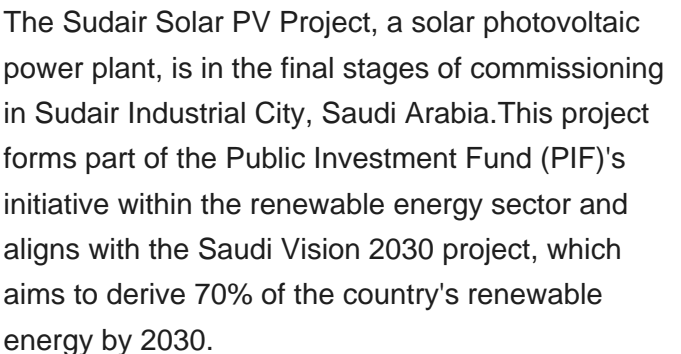 The Sudair Solar PV Project, a solar photovoltaic
power plant, is in the final stages of commissioning
in Sudair Industrial City, Saudi Arabia.This project
forms part of the Public Investment Fund (PIF)'s
initiative within the renewable energy sector and
aligns with the Saudi Vision 2030 project, which
aims to derive 70% of the country's renewable
energy by 2030.